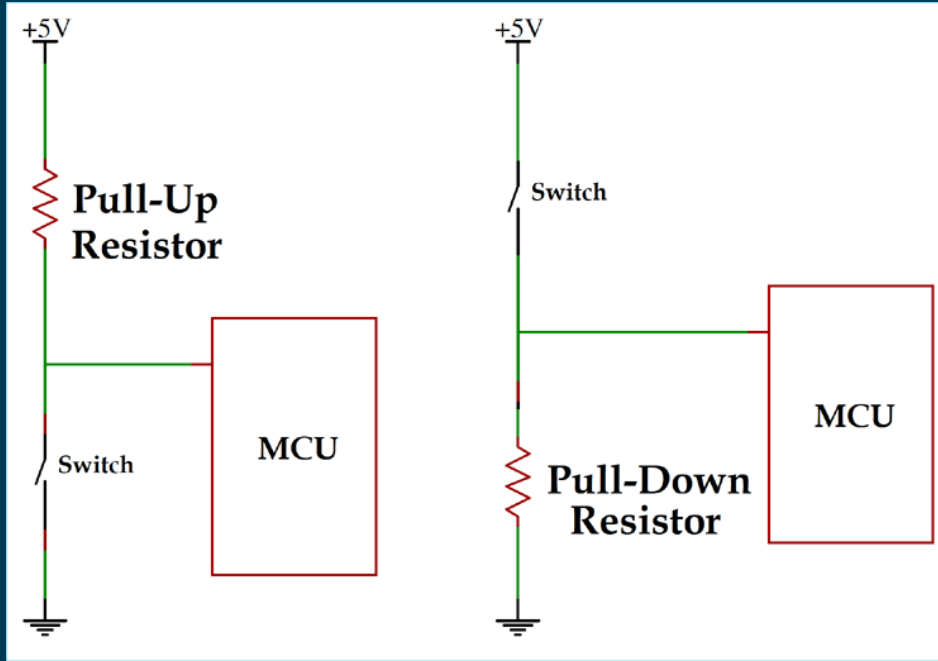 +5V
Pull-Up
Resistor
Switch
MCU
+5V
Switch
MCU
Pull-Down
Resistor